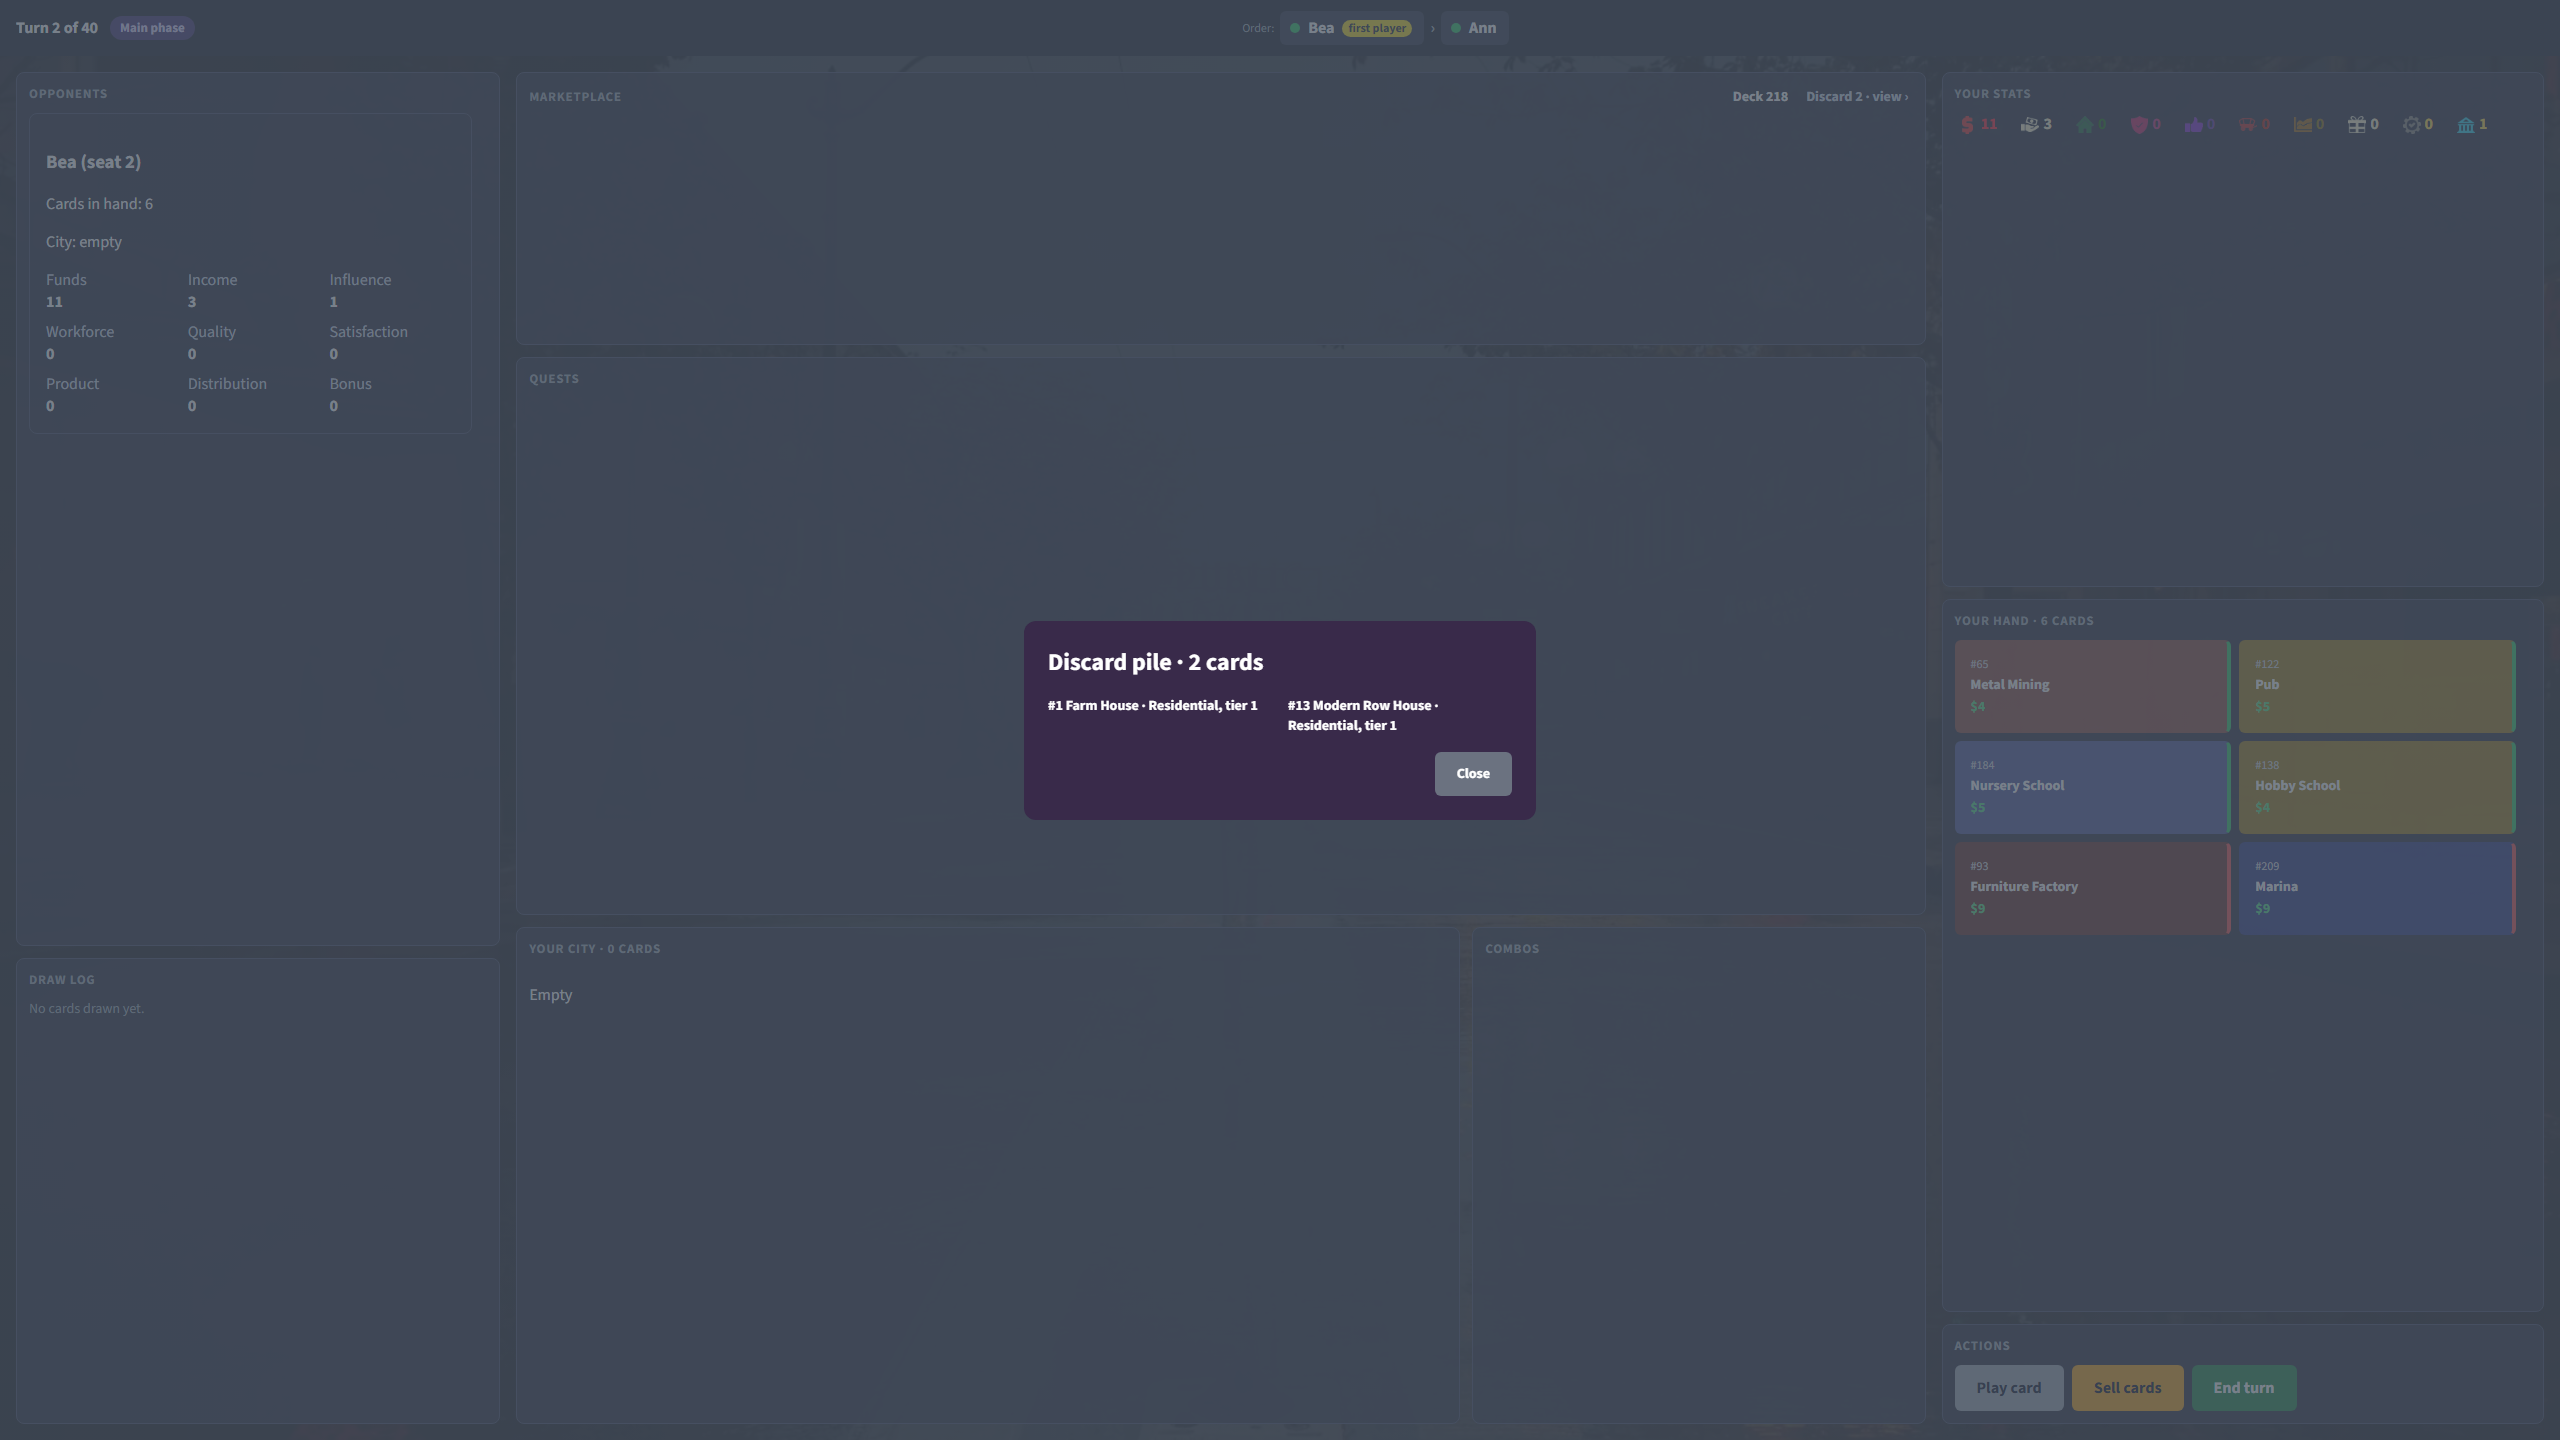 Turn 2 of 40 Main phase
Order: Bea first player › Ann
OPPONENTS
Bea (seat 2)
Cards in hand: 6
City: empty
Funds Income Influence
11 3 1
Workforce Quality Satisfaction
0 0 0
Product Distribution Bonus
0 0 0
DRAW LOG
No cards drawn yet.
MARKETPLACE
Deck 218 Discard 2 · view ›
QUESTS
Discard pile · 2 cards
#1 Farm House · Residential, tier 1
#13 Modern Row House ·
Residential, tier 1
Close
YOUR CITY · 0 CARDS
Empty
COMBOS
YOUR STATS
11 3 0 0 0 0 0 0 0 1
YOUR HAND · 6 CARDS
#65
Metal Mining
$4
#122
Pub
$5
#184
Nursery School
$5
#138
Hobby School
$4
#93
Furniture Factory
$9
#209
Marina
$9
ACTIONS
Play card Sell cards End turn